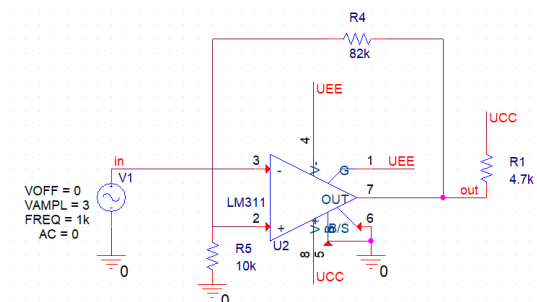 R4
82k
UEE
UCC
4
in
V1
3
-
V-
G
1
UEE
R1
4.7k
VOFF = 0
VAMPL = 3
FREQ = 1k
AC = 0
LM311
OUT
7
out
2
+
V+
B/S
6
R5
10k
U2
8
5
UCC
0
0
0